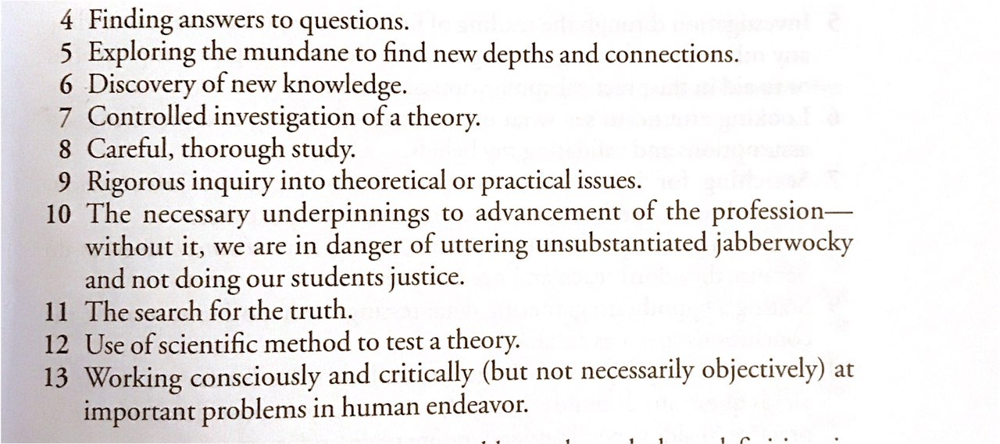 4 Finding answers to questions.
5 Exploring the mundane to find new depths and connections.
6 Discovery of new knowledge.
7 Controlled investigation of a theory.
8 Careful, thorough study.
9 Rigorous inquiry into theoretical or practical issues.
10 The necessary underpinnings to advancement of the profession—
without it, we are in danger of uttering unsubstantiated jabberwocky
and not doing our students justice.
11 The search for the truth.
12 Use of scientific method to test a theory.
13 Working consciously and critically (but not necessarily objectively) at
important problems in human endeavor.